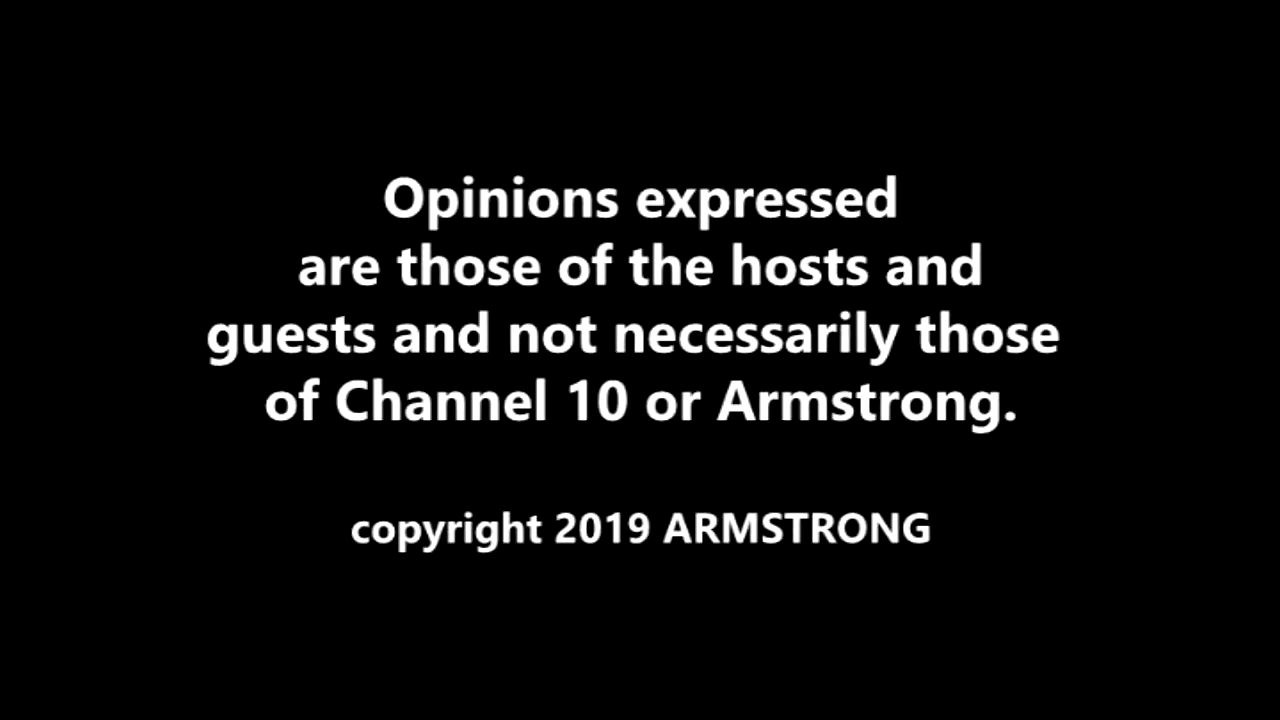 Opinions expressed
are those of the hosts and
guests and not necessarily those
of Channel 10 or Armstrong.
copyright 2019 ARMSTRONG